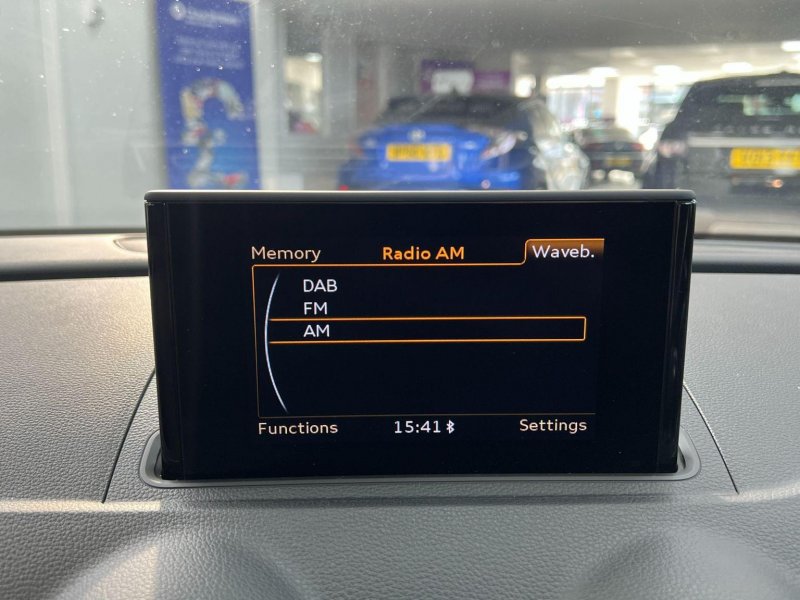 Memory Radio AM Waveb.
DAB
FM
AM
Functions 15:41 Settings